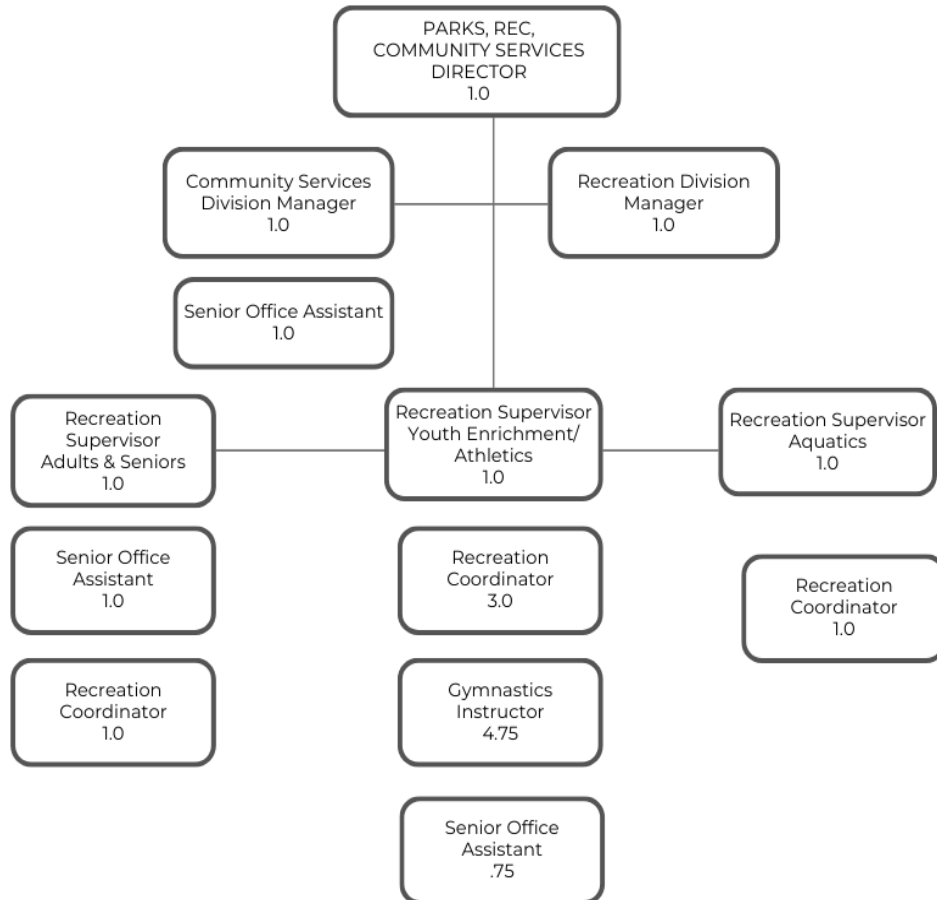 PARKS, REC,
COMMUNITY SERVICES
DIRECTOR
1.0
Community Services
Division Manager
1.0
Recreation Division
Manager
1.0
Senior Office Assistant
1.0
Recreation
Supervisor
Adults & Seniors
1.0
Recreation Supervisor
Youth Enrichment/
Athletics
1.0
Recreation Supervisor
Aquatics
1.0
Senior Office
Assistant
1.0
Recreation
Coordinator
3.0
Recreation
Coordinator
1.0
Recreation
Coordinator
1.0
Gymnastics
Instructor
4.75
Senior Office
Assistant
.75